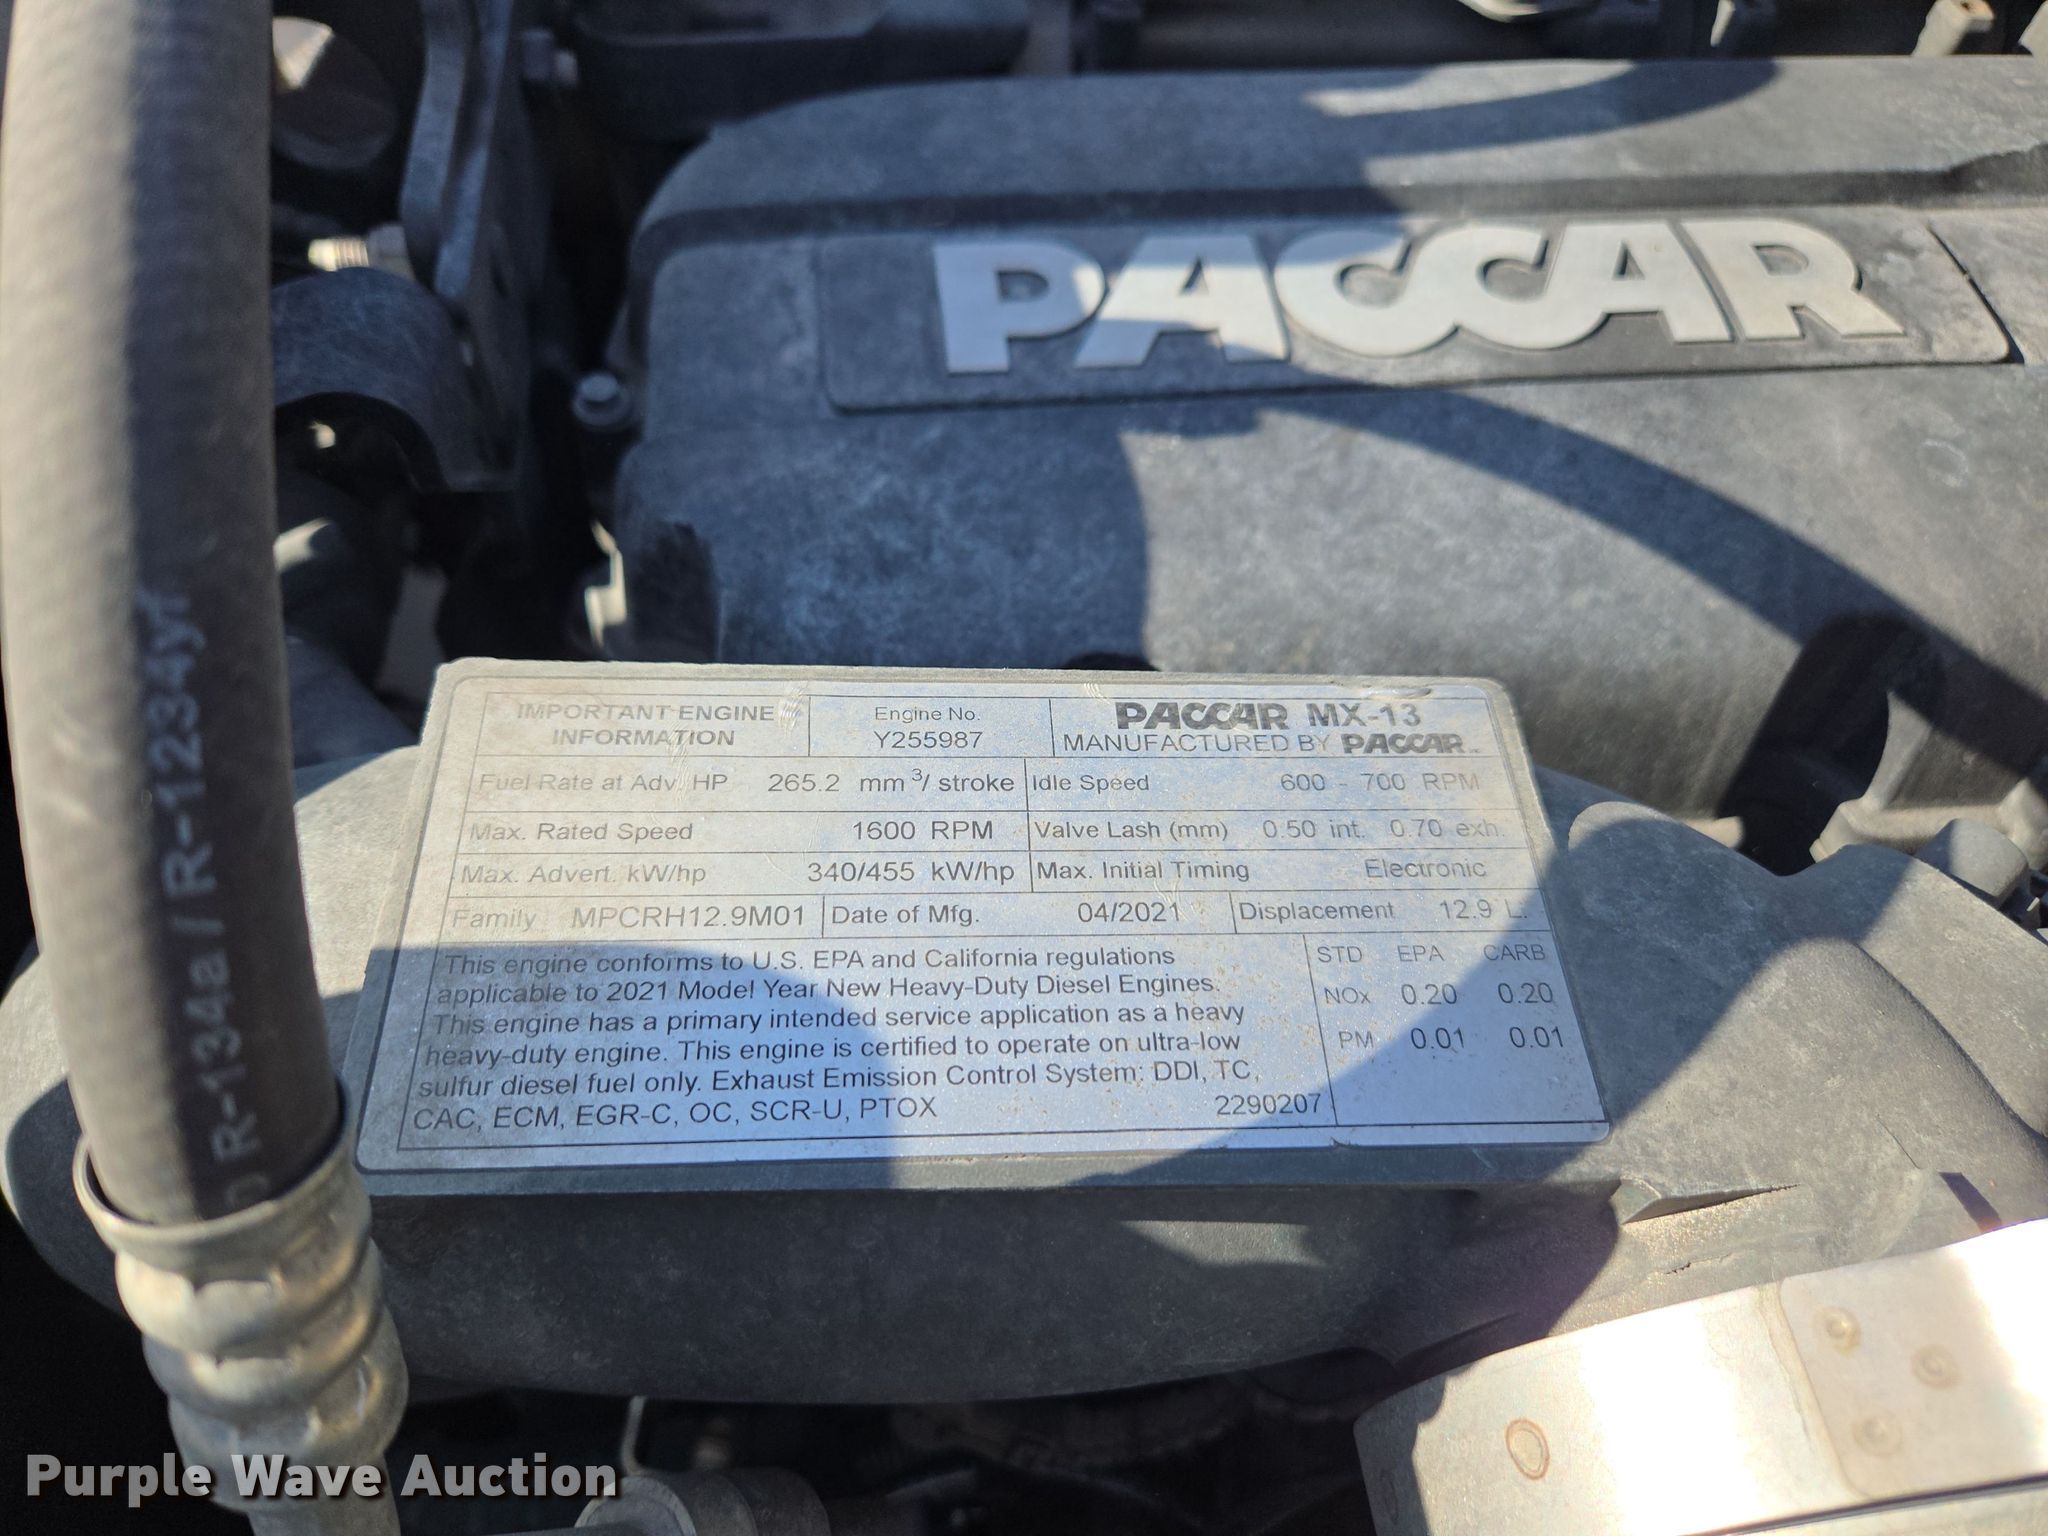 PACCAR
R-134a / R-1234yf
R-134a / R-1234yf
IMPORTANT ENGINE
INFORMATION
Engine No.
Y255987
PACCAR MX-13
MANUFACTURED BY PACCAR
Fuel Rate at Adv. HP 265.2 mm3/ stroke
Idle Speed 600 - 700 RPM
Max. Rated Speed 1600 RPM
Valve Lash (mm) 0.50 int. 0.70 exh.
Max. Advert. kW/hp 340/455 kW/hp
Max. Initial Timing Electronic
Family MPCRH12.9M01
Date of Mfg. 04/2021
Displacement 12.9 L.
This engine conforms to U.S. EPA and California regulations
applicable to 2021 Model Year New Heavy-Duty Diesel Engines.
This engine has a primary intended service application as a heavy
heavy-duty engine. This engine is certified to operate on ultra-low
sulfur diesel fuel only. Exhaust Emission Control System: DDI, TC,
CAC, ECM, EGR-C, OC, SCR-U, PTOX
2290207
STD EPA CARB
NOx 0.20 0.20
PM 0.01 0.01
Purple Wave Auction